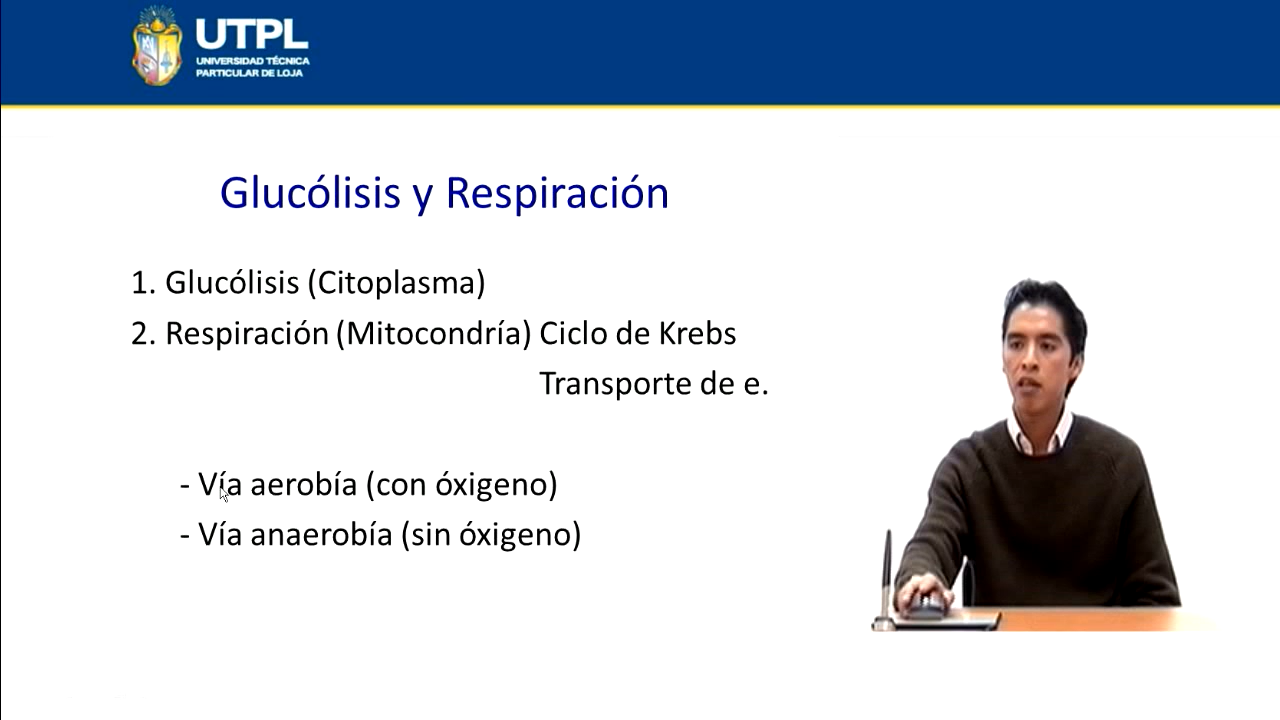 UTPL
UNIVERSIDAD TÉCNICA
PARTICULAR DE LOJA
Glucólisis y Respiración
1. Glucólisis (Citoplasma)
2. Respiración (Mitocondría) Ciclo de Krebs
Transporte de e.
- Vía aerobía (con óxigeno)
- Vía anaerobía (sin óxigeno)